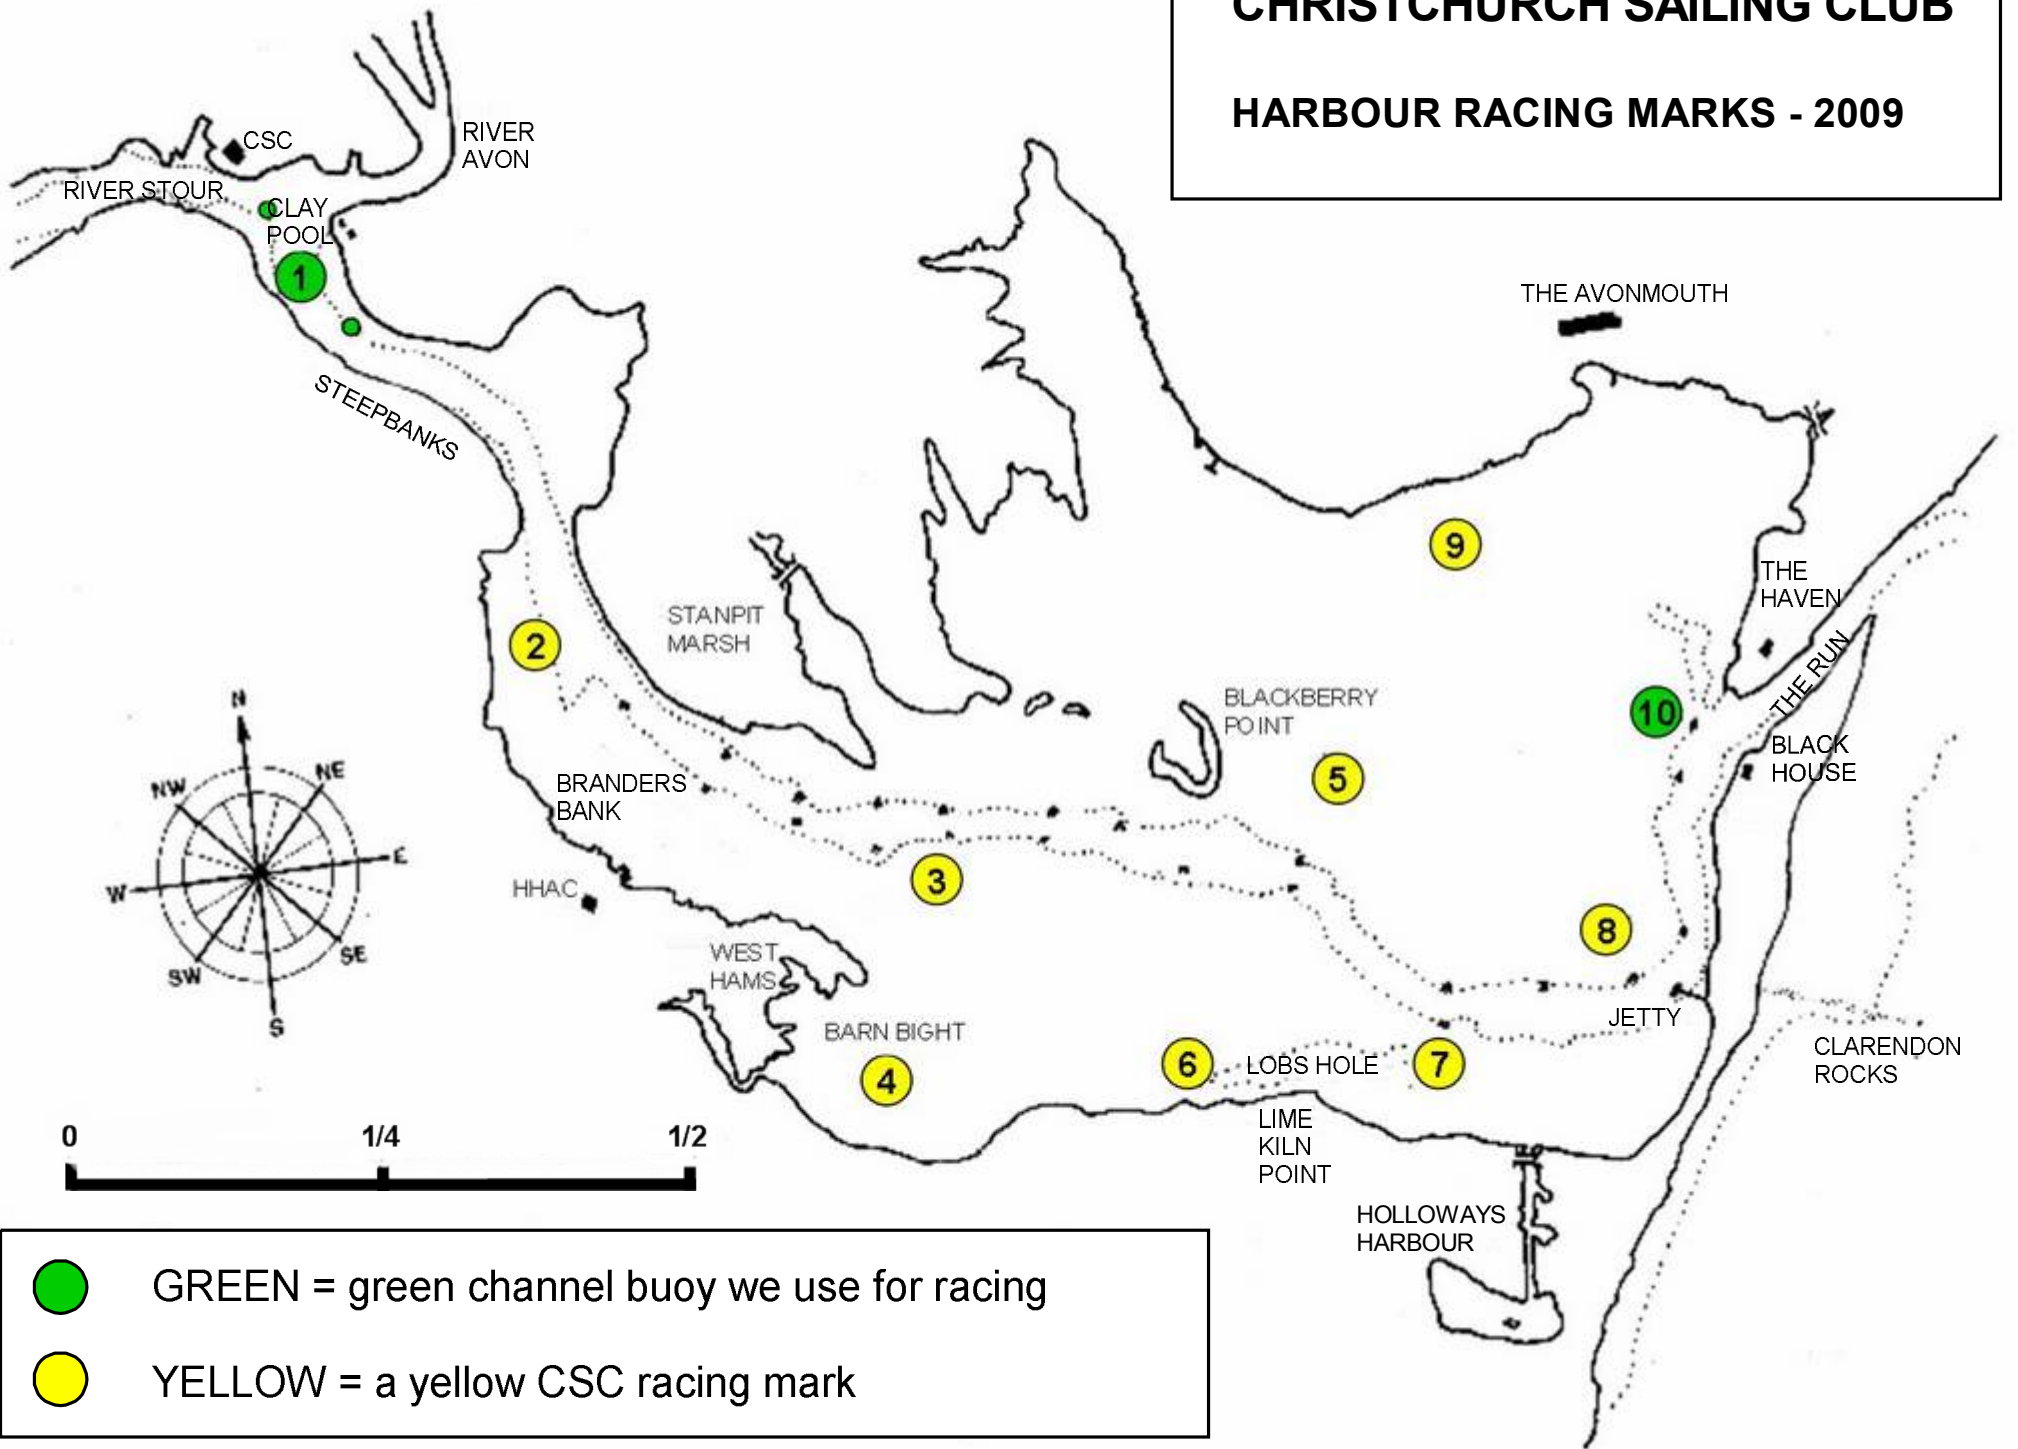 CHRISTCHURCH SAILING CLUB
HARBOUR RACING MARKS - 2009
CSC
RIVER
AVON
RIVER STOUR
CLAY
POOL
1
STEEPBANKS
THE AVONMOUTH
9
THE
HAVEN
2
STANPIT
MARSH
THE RUN
BLACKBERRY
POINT
10
BLACK
HOUSE
5
BRANDERS
BANK
3
HHAC
8
WEST
HAMS
JETTY
BARN BIGHT
4
6
LOBS HOLE
7
CLARENDON
ROCKS
LIME
KILN
POINT
HOLLOWAYS
HARBOUR
N
NE
E
SE
S
SW
W
NW
0
1/4
1/2
GREEN = green channel buoy we use for racing
YELLOW = a yellow CSC racing mark